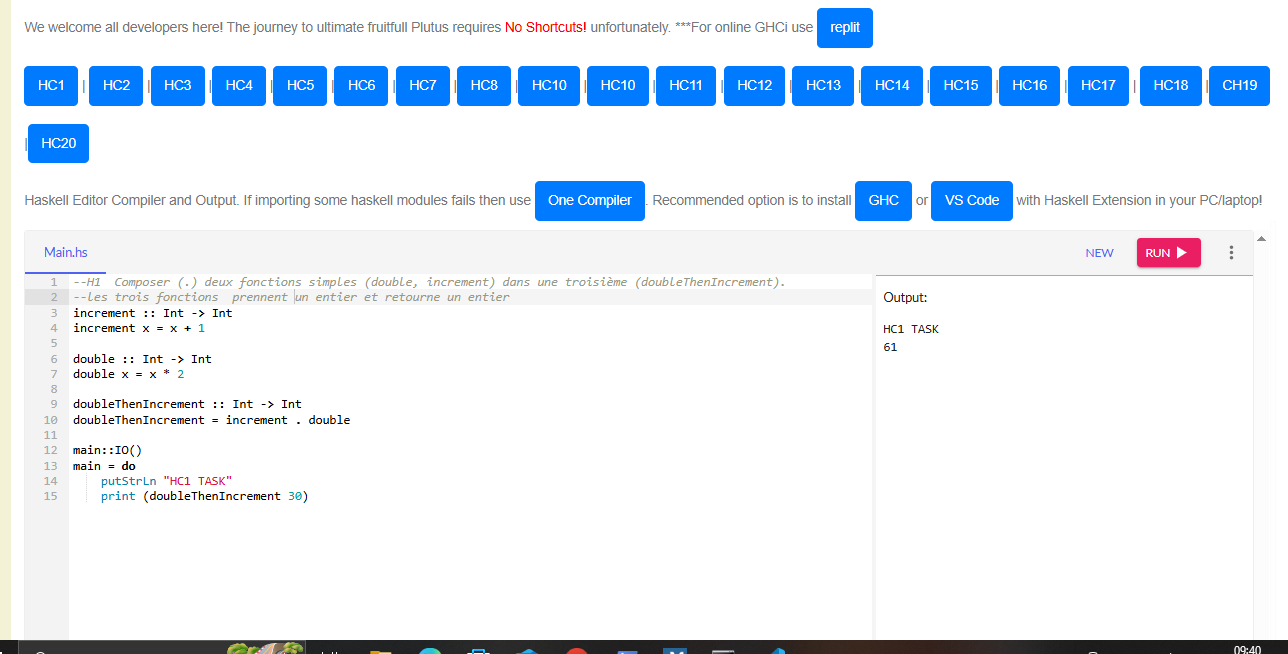 We welcome all developers here! The journey to ultimate fruitfull Plutus requires No Shortcuts! unfortunately. ***For online GHCi use replit
HC1 | HC2 | HC3 | HC4 | HC5 | HC6 | HC7 | HC8 | HC10 | HC10 | HC11 | HC12 | HC13 | HC14 | HC15 | HC16 | HC17 | HC18 | CH19
| HC20
Haskell Editor Compiler and Output. If importing some haskell modules fails then use One Compiler . Recommended option is to install GHC or VS Code with Haskell Extension in your PC/laptop!
Main.hs NEW RUN
1 --H1  Composer (.) deux fonctions simples (double, increment) dans une troisième (doubleThenIncrement).
2 --les trois fonctions  prennent un entier et retourne un entier
3 increment :: Int -> Int
4 increment x = x + 1
5
6 double :: Int -> Int
7 double x = x * 2
8
9 doubleThenIncrement :: Int -> Int
10 doubleThenIncrement = increment . double
11
12 main::IO()
13 main = do
14     putStrLn "HC1 TASK"
15     print (doubleThenIncrement 30)
Output:
HC1 TASK
61
09:40